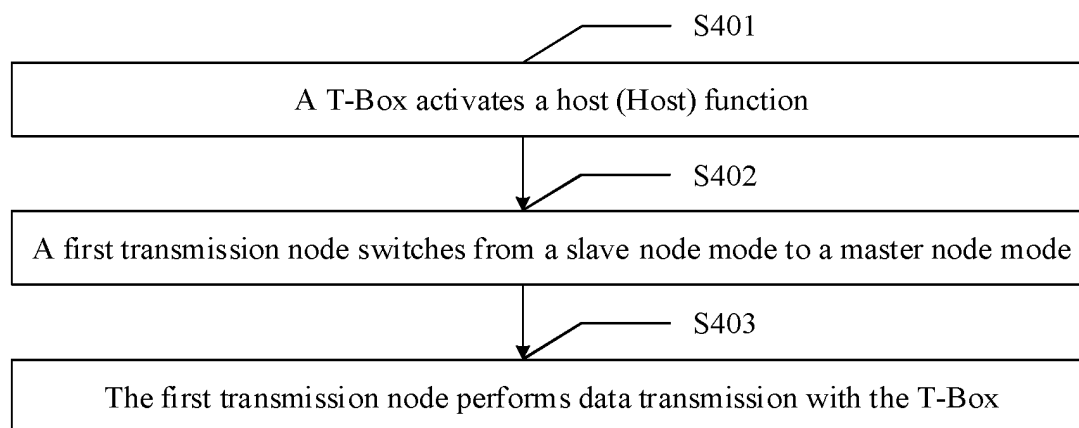 S401
A T-Box activates a host (Host) function
S402
A first transmission node switches from a slave node mode to a master node mode
S403
The first transmission node performs data transmission with the T-Box